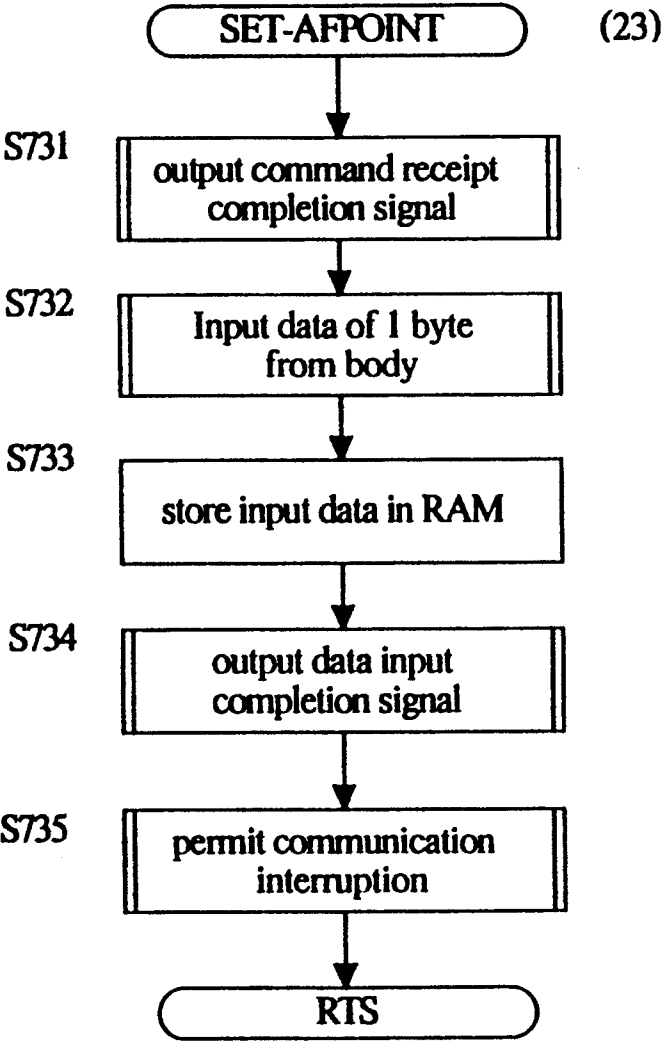 SET-AFPOINT
(23)
S731
output command receipt
completion signal
S732
Input data of 1 byte
from body
S733
store input data in RAM
S734
output data input
completion signal
S735
permit communication
interruption
RTS